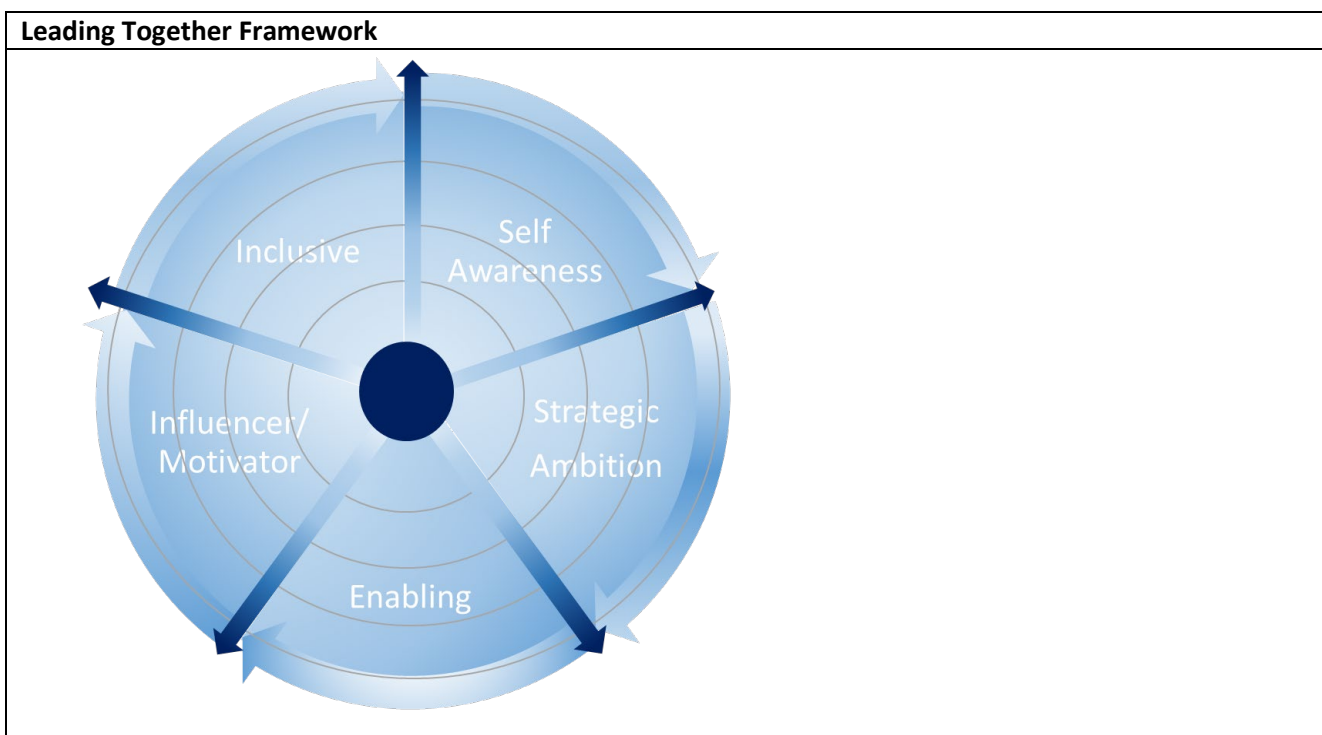 Leading Together Framework
Self
Awareness
Inclusive
Strategic
Ambition
Influencer/
Motivator
Enabling